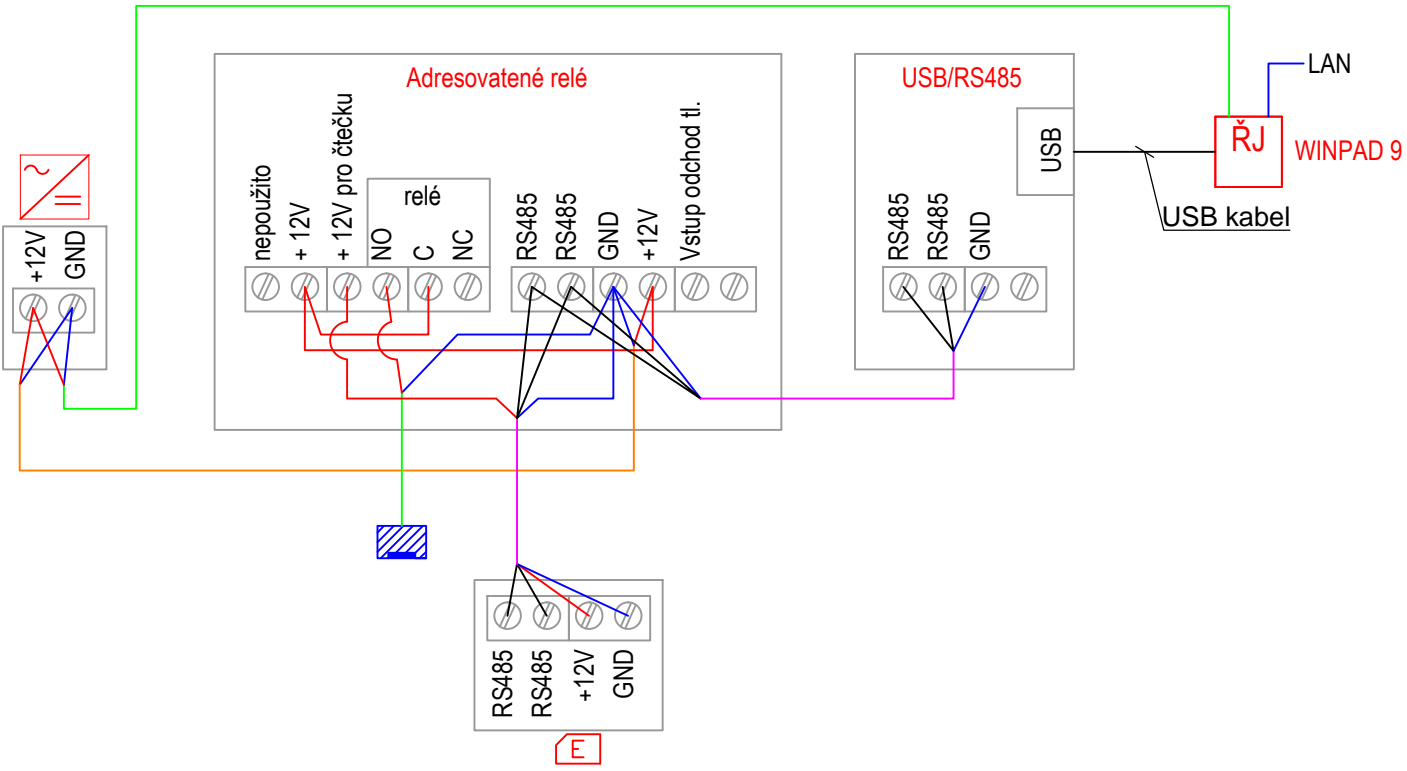 LAN
Adresovatené relé
USB/RS485
ŘJ
WINPAD 9
USB
USB kabel
+12V
GND
nepoužito
+ 12V
+ 12V pro čtečku
relé
NO
C
NC
RS485
RS485
GND
+12V
Vstup odchod tl.
RS485
RS485
GND
RS485
RS485
+12V
GND
E